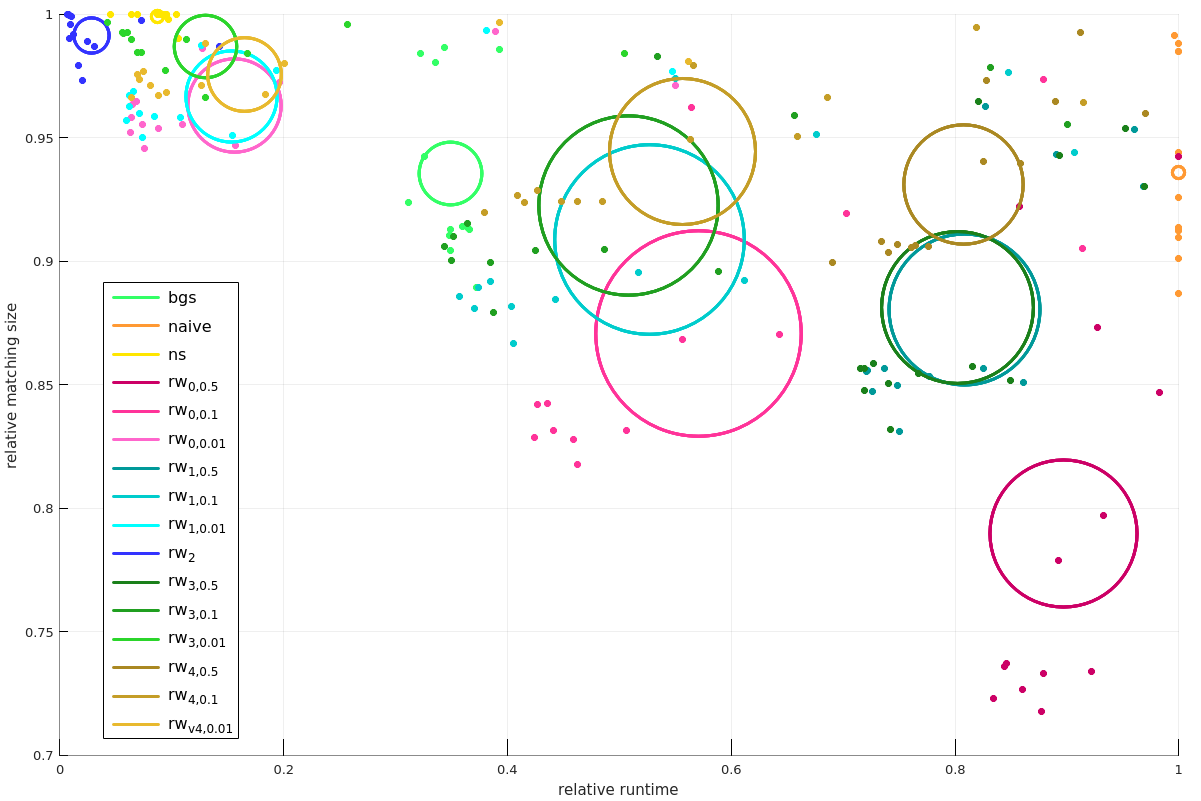 1
0.95
0.9
0.85
0.8
0.75
0.7
relative matching size
bgs
naive
ns
rw0,0.5
rw0,0.1
rw0,0.01
rw1,0.5
rw1,0.1
rw1,0.01
rw2
rw3,0.5
rw3,0.1
rw3,0.01
rw4,0.5
rw4,0.1
rwv4,0.01
0 0.2 0.4 0.6 0.8 1
relative runtime